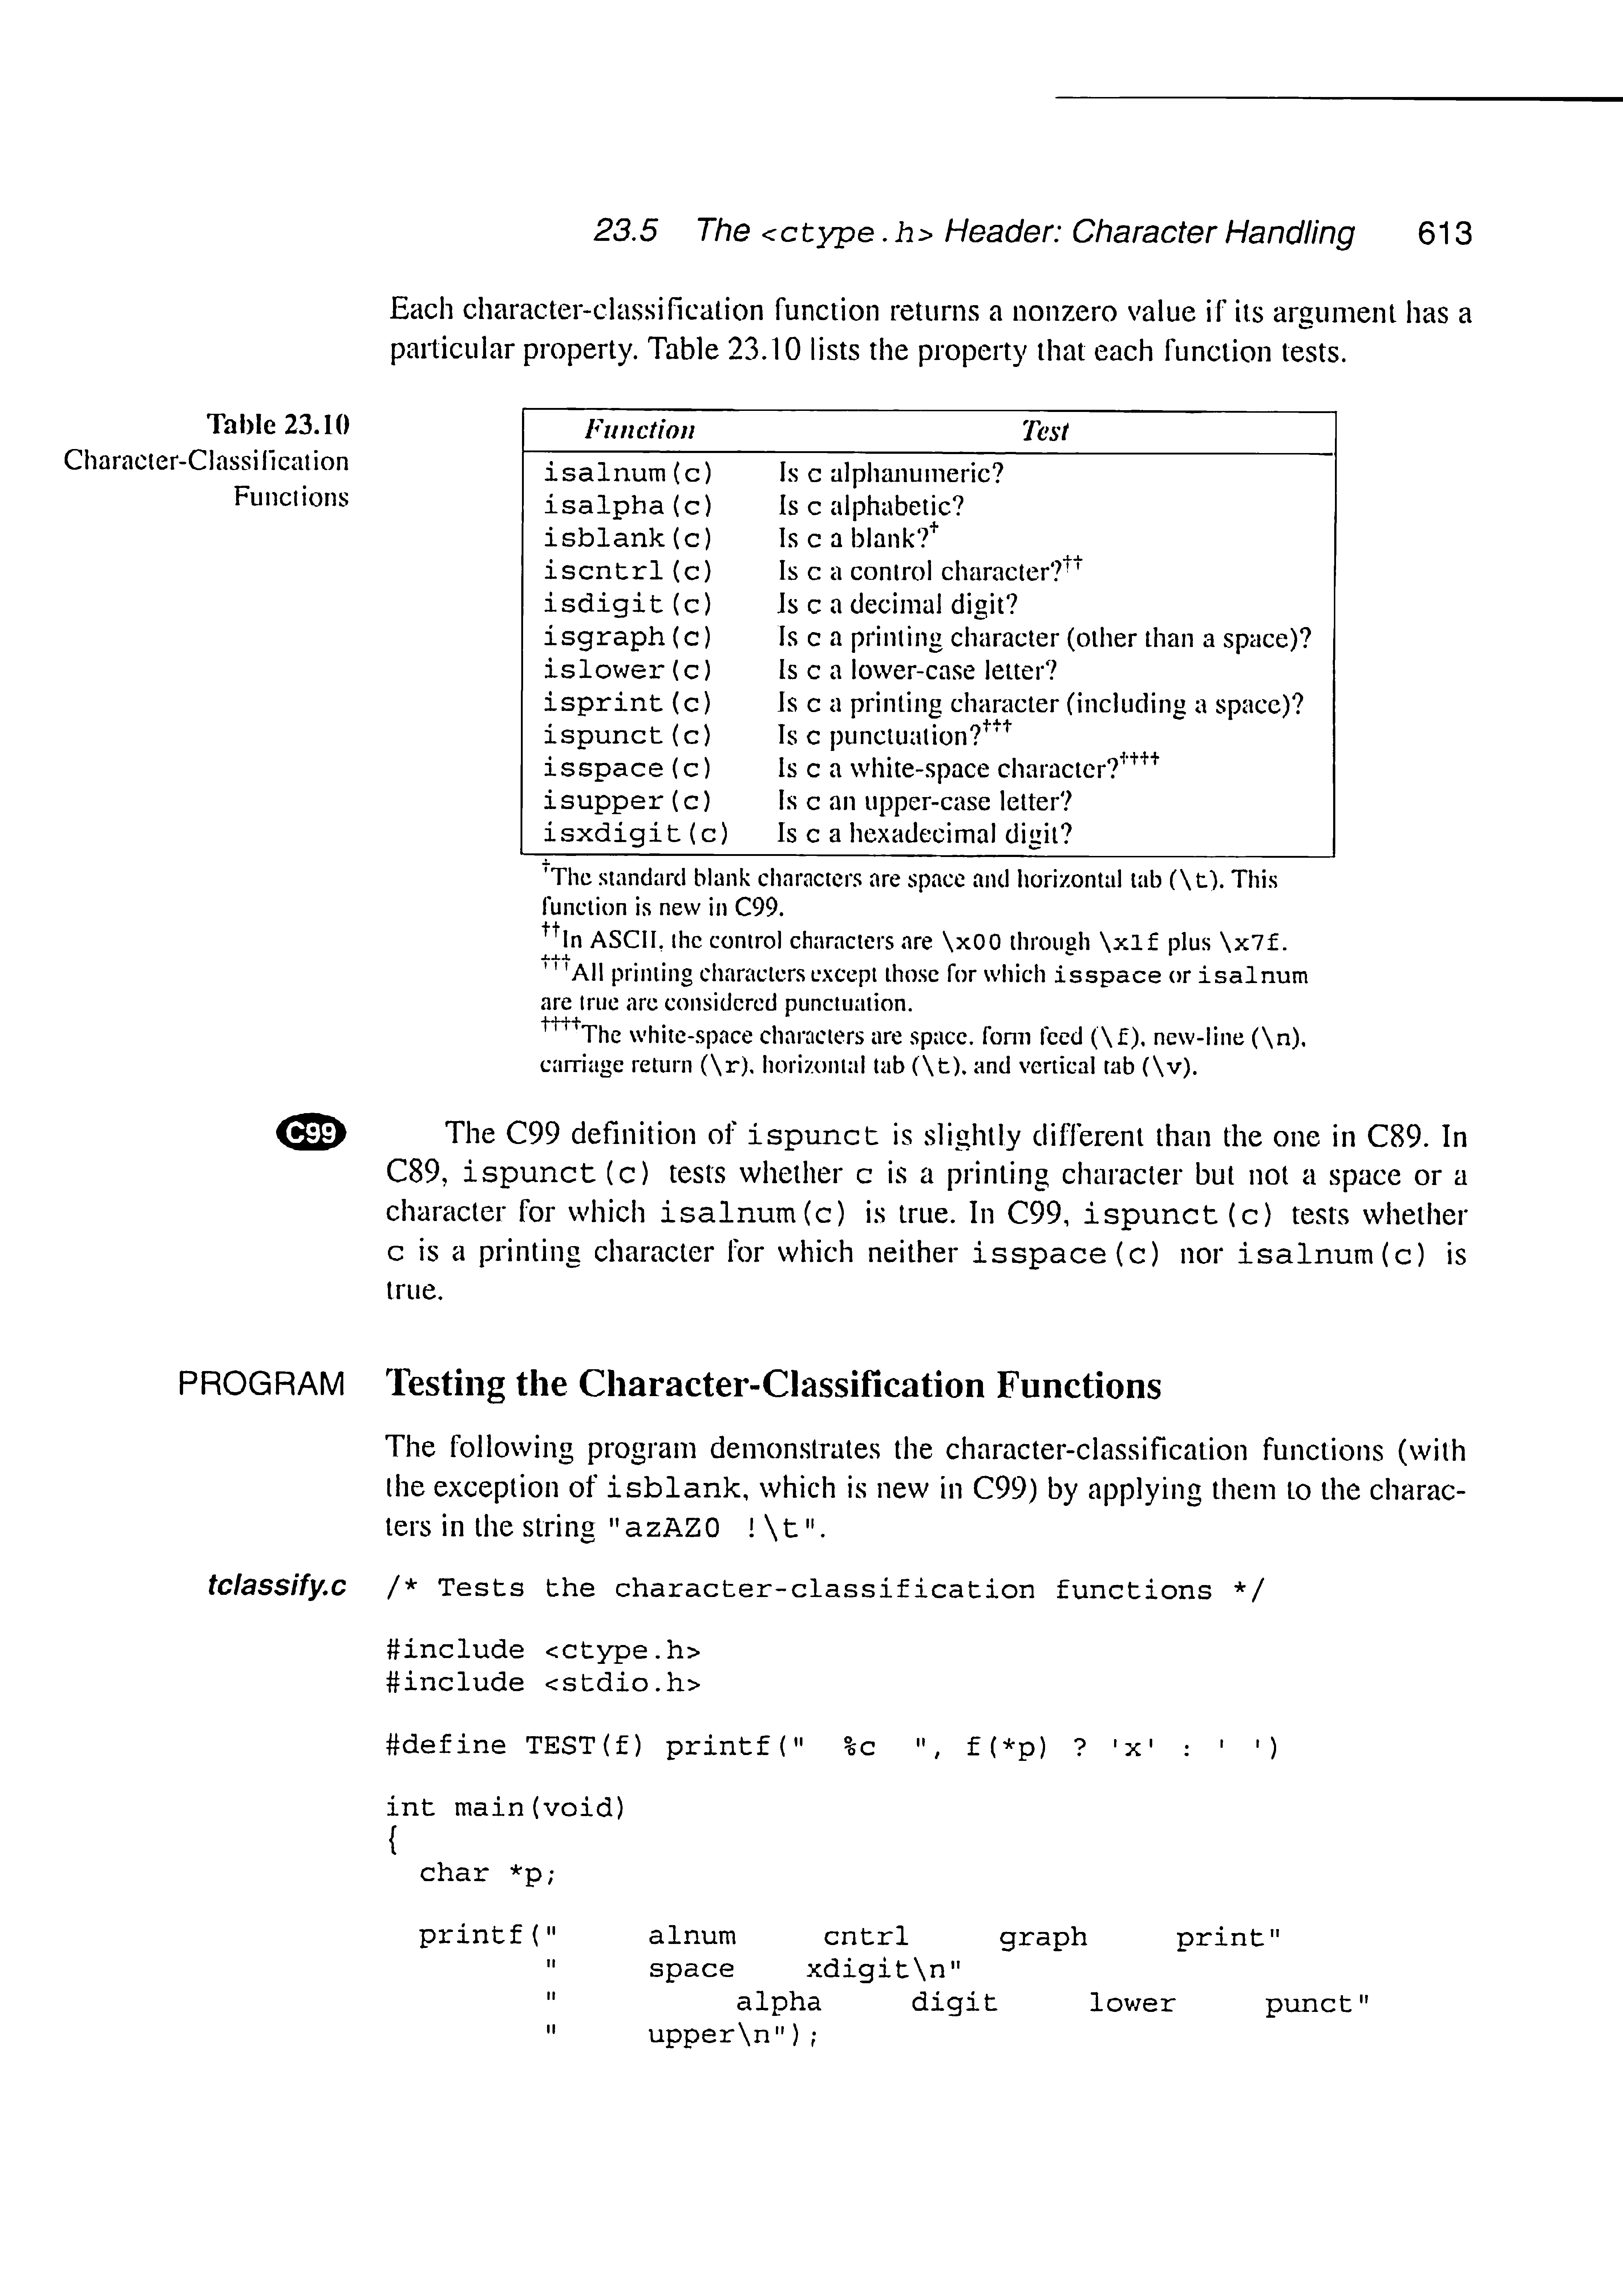 23.5 The <ctype.h> Header: Character Handling 613
Each character-classification function returns a nonzero value if its argument has a
particular property. Table 23.10 lists the property that each function tests.
Table 23.10
Character-Classification
Functions
Function Test
isalnum(c) Is c alphanumeric?
isalpha(c) Is c alphabetic?
isblank(c) Is c a blank?†
iscntrl(c) Is c a control character?††
isdigit(c) Is c a decimal digit?
isgraph(c) Is c a printing character (other than a space)?
islower(c) Is c a lower-case letter?
isprint(c) Is c a printing character (including a space)?
ispunct(c) Is c punctuation?†††
isspace(c) Is c a white-space character?††††
isupper(c) Is c an upper-case letter?
isxdigit(c) Is c a hexadecimal digit?
†The standard blank characters are space and horizontal tab (\t). This
function is new in C99.
††In ASCII, the control characters are \x00 through \x1f plus \x7f.
†††All printing characters except those for which isspace or isalnum
are true are considered punctuation.
††††The white-space characters are space, form feed (\f), new-line (\n),
carriage return (\r), horizontal tab (\t), and vertical tab (\v).
C99 The C99 definition of ispunct is slightly different than the one in C89. In
C89, ispunct(c) tests whether c is a printing character but not a space or a
character for which isalnum(c) is true. In C99, ispunct(c) tests whether
c is a printing character for which neither isspace(c) nor isalnum(c) is
true.
PROGRAM Testing the Character-Classification Functions
The following program demonstrates the character-classification functions (with
the exception of isblank, which is new in C99) by applying them to the charac-
ters in the string "azAZ0 !\t".
tclassify.c /* Tests the character-classification functions */
#include <ctype.h>
#include <stdio.h>
#define TEST(f) printf("  %c  ", f(*p) ? 'x' : ' ')
int main(void)
{
  char *p;
  printf("     alnum     cntrl     graph     print"
         "     space    xdigit\n"
         "          alpha     digit     lower     punct"
         "     upper\n");